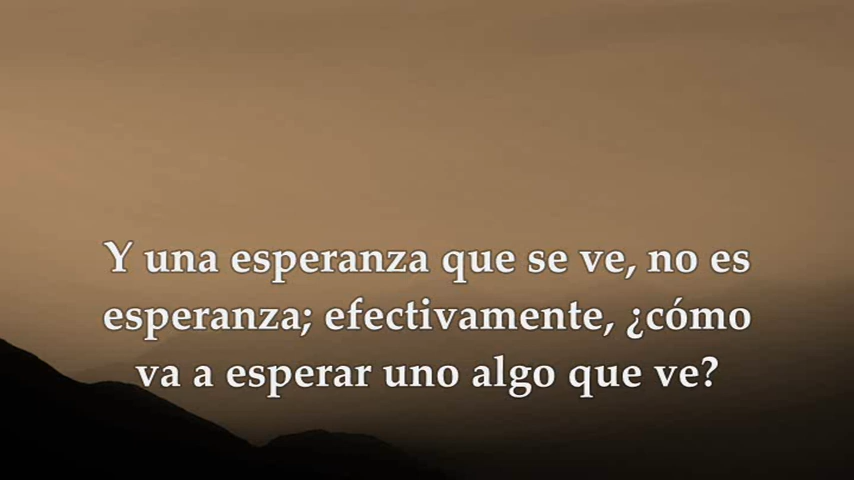 Y una esperanza que se ve, no es
esperanza; efectivamente, ¿cómo
va a esperar uno algo que ve?